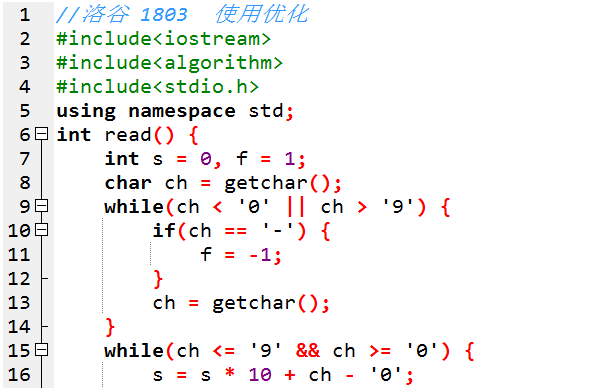 1 //洛谷 1803  使用优化
2 #include<iostream>
3 #include<algorithm>
4 #include<stdio.h>
5 using namespace std;
6 int read() {
7     int s = 0, f = 1;
8     char ch = getchar();
9     while(ch < '0' || ch > '9') {
10         if(ch == '-') {
11             f = -1;
12         }
13         ch = getchar();
14     }
15     while(ch <= '9' && ch >= '0') {
16         s = s * 10 + ch - '0';